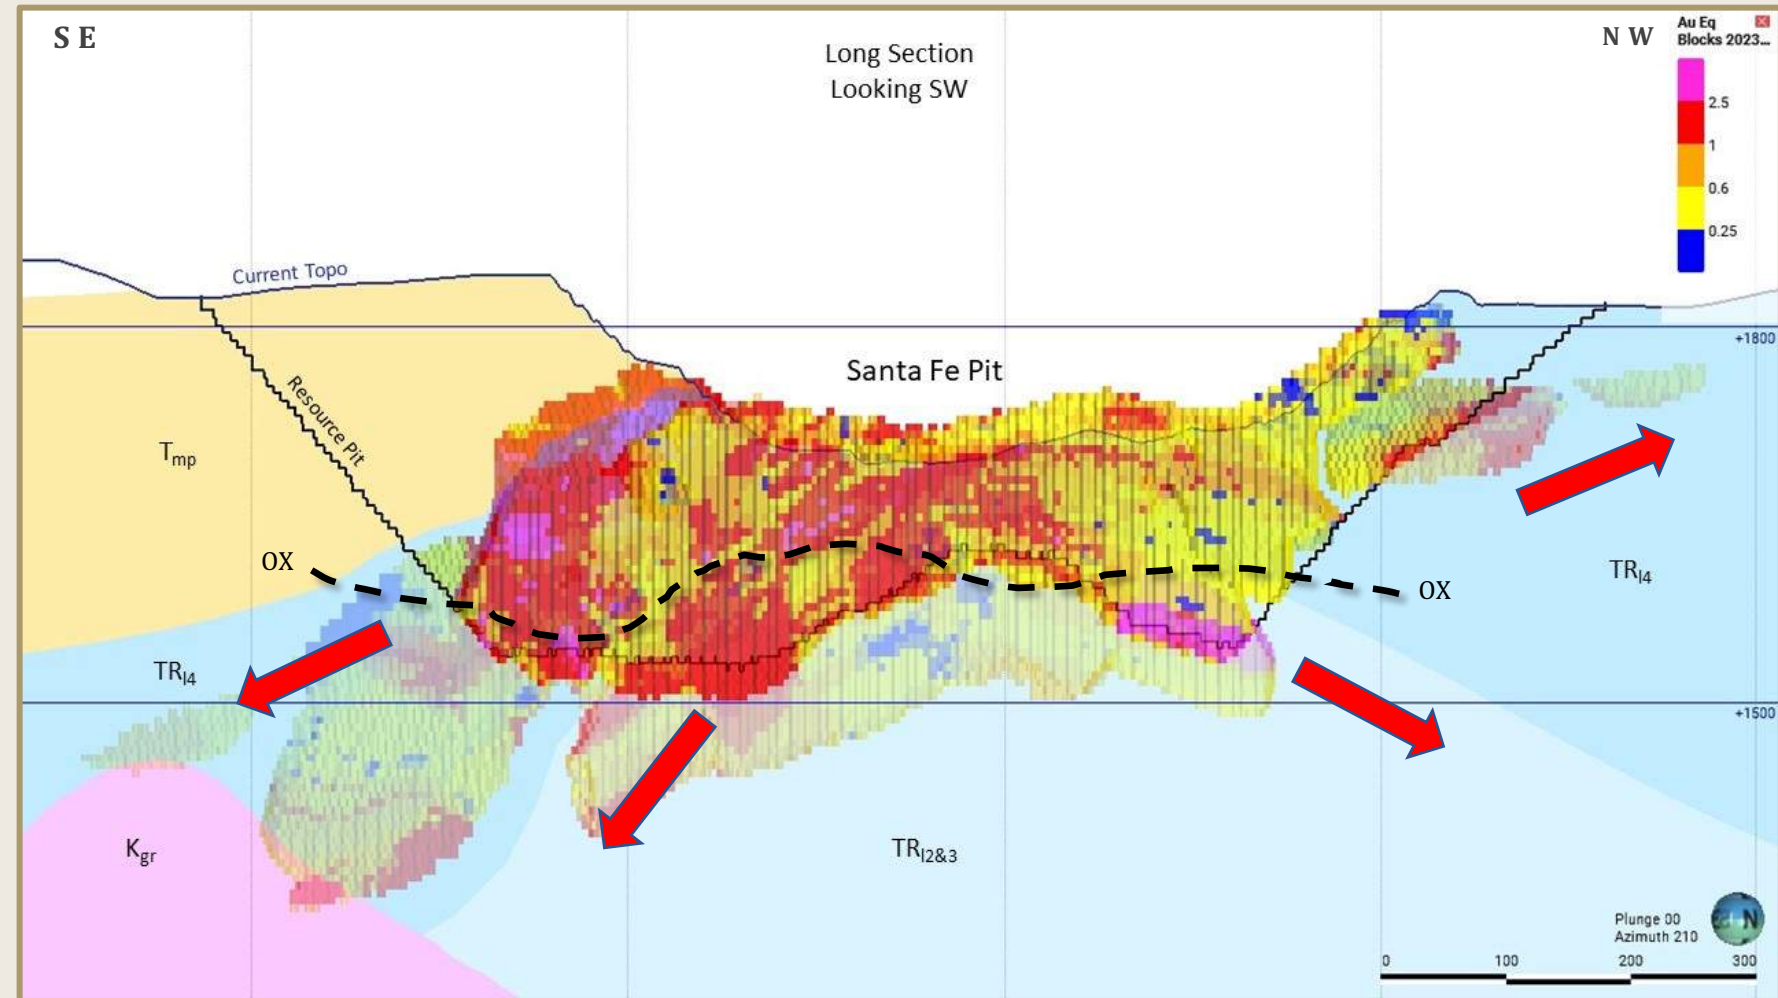 S E
Long Section
Looking SW
N W
Au Eq
Blocks 2023...
2.5
1
0.6
0.25
Current Topo
+1800
Santa Fe Pit
Resource Pit
Tmp
OX
OX
TRl4
TRl4
+1500
Kgr
TRl2&3
Plunge 00
Azimuth 210
N
0 100 200 300